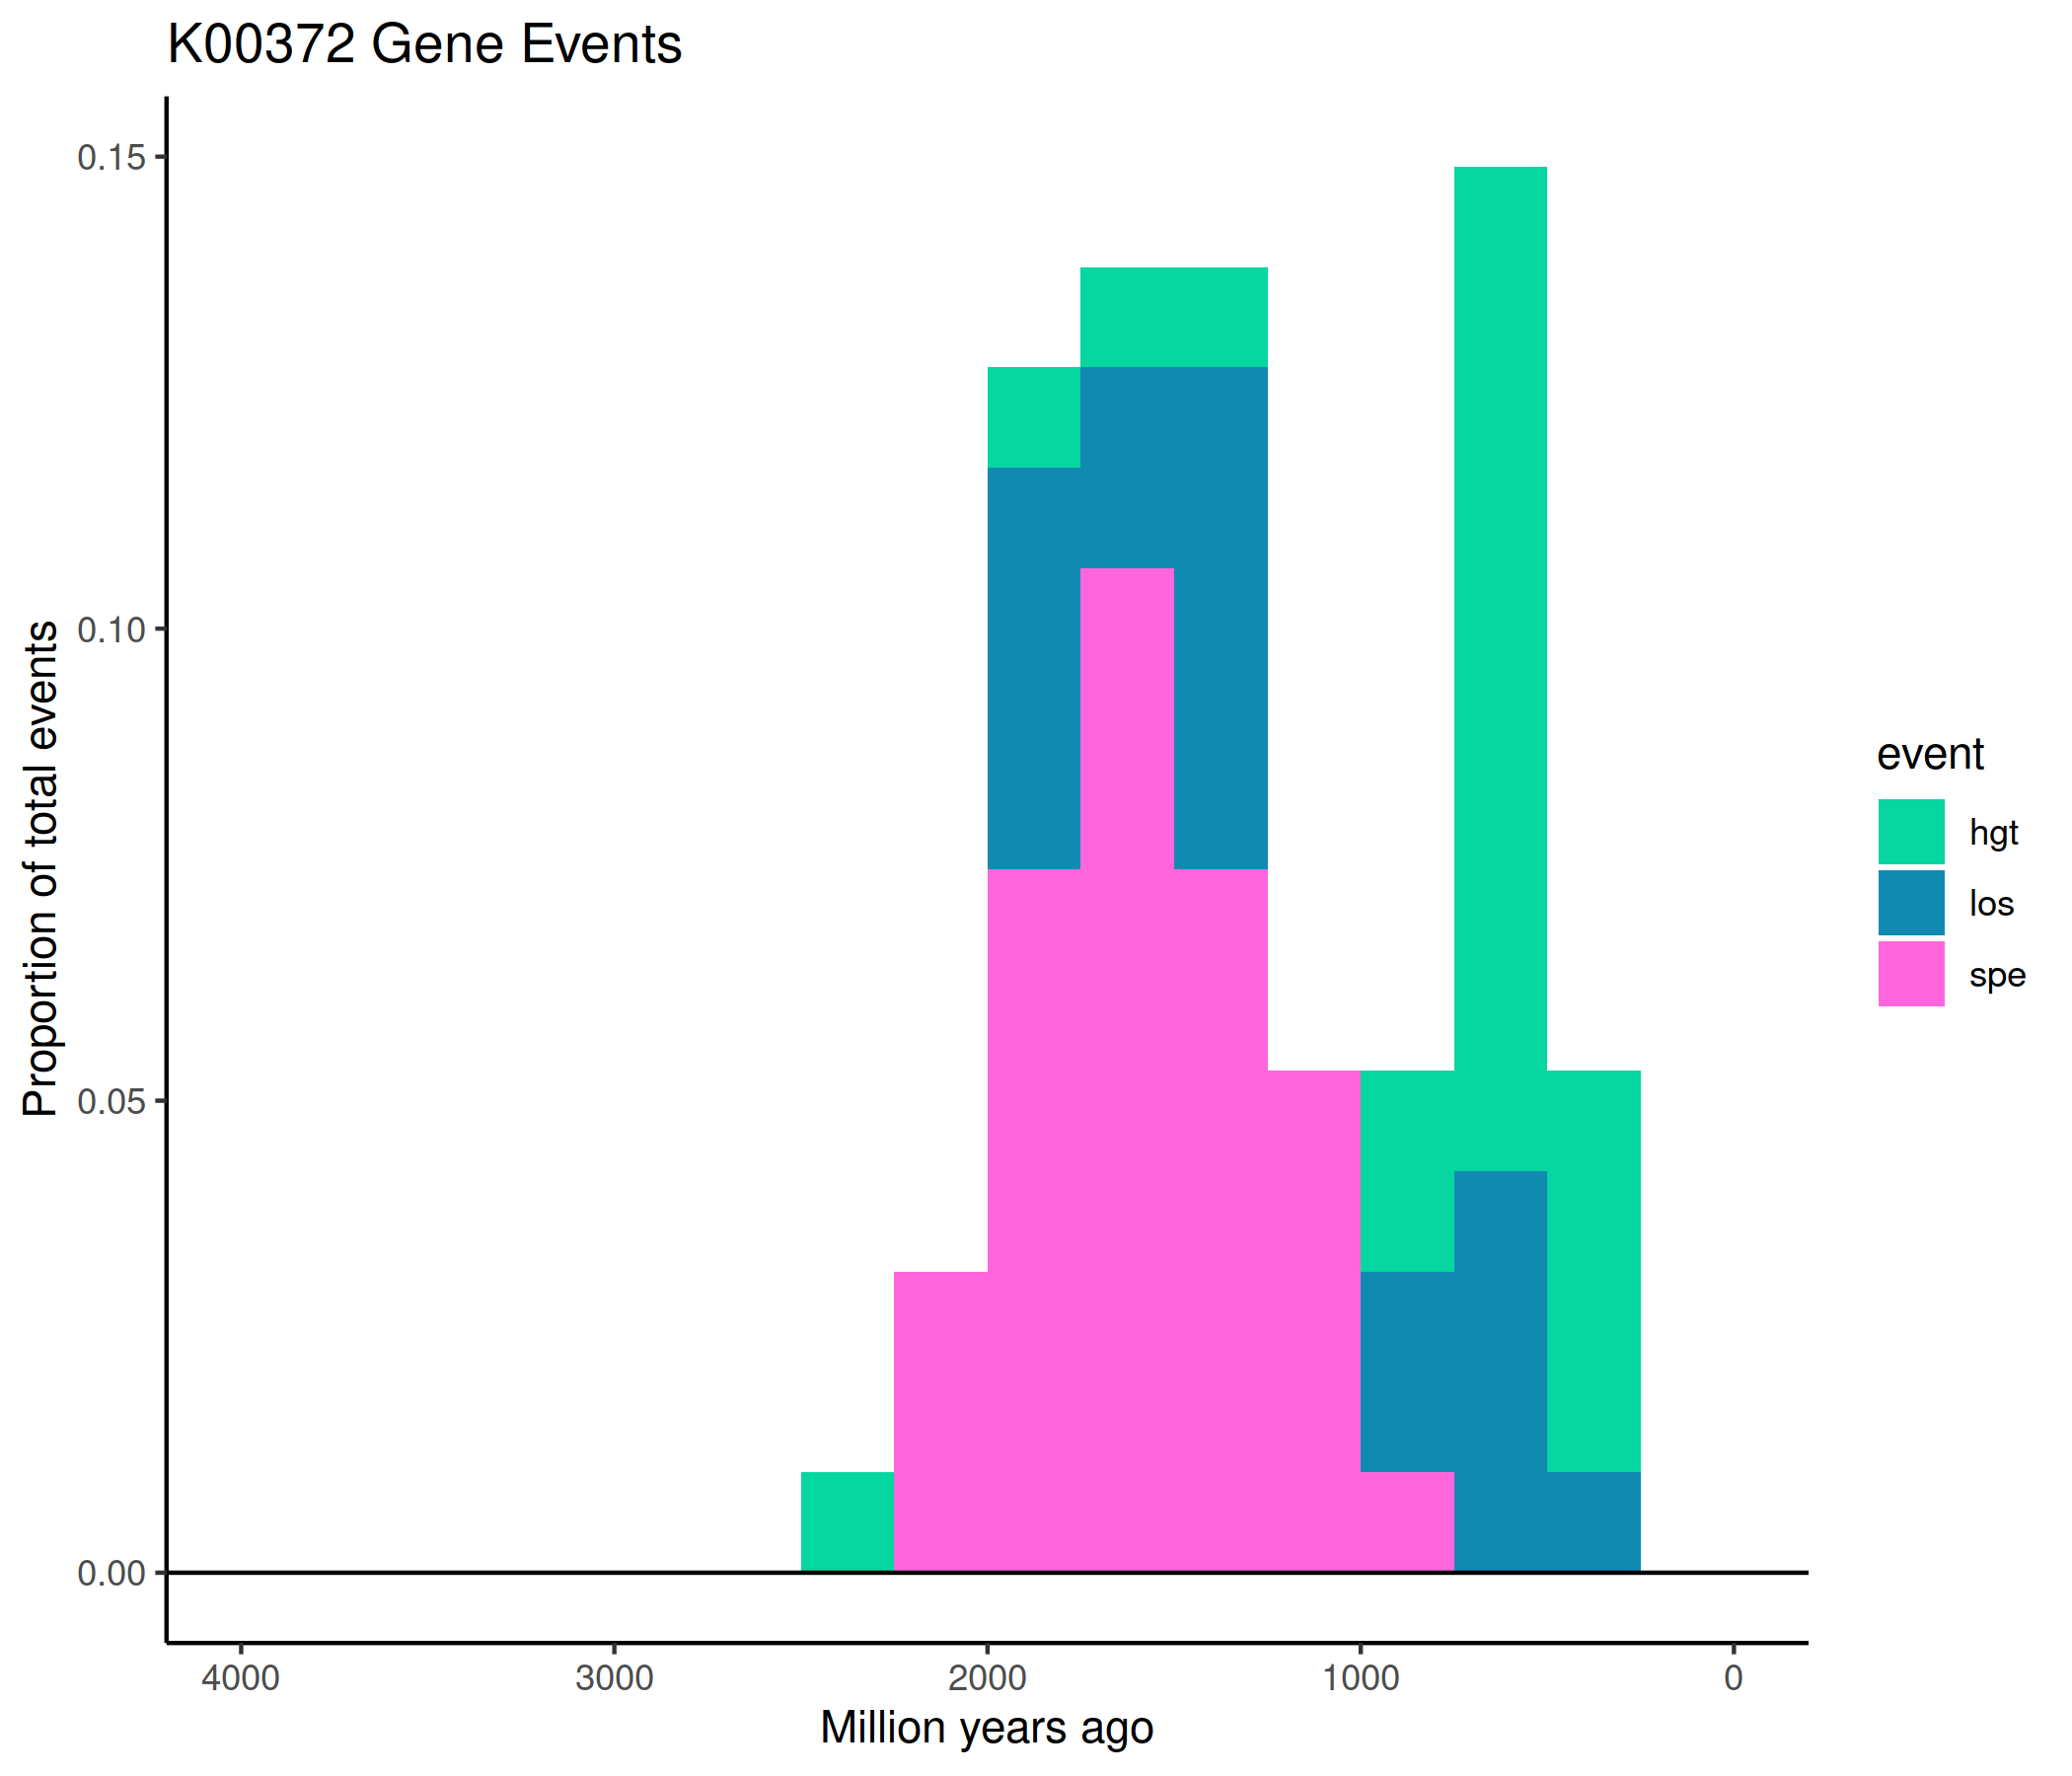 K00372 Gene Events
0.15
0.10
0.05
0.00
Proportion of total events
4000 3000 2000 1000 0
Million years ago
event
hgt
los
spe